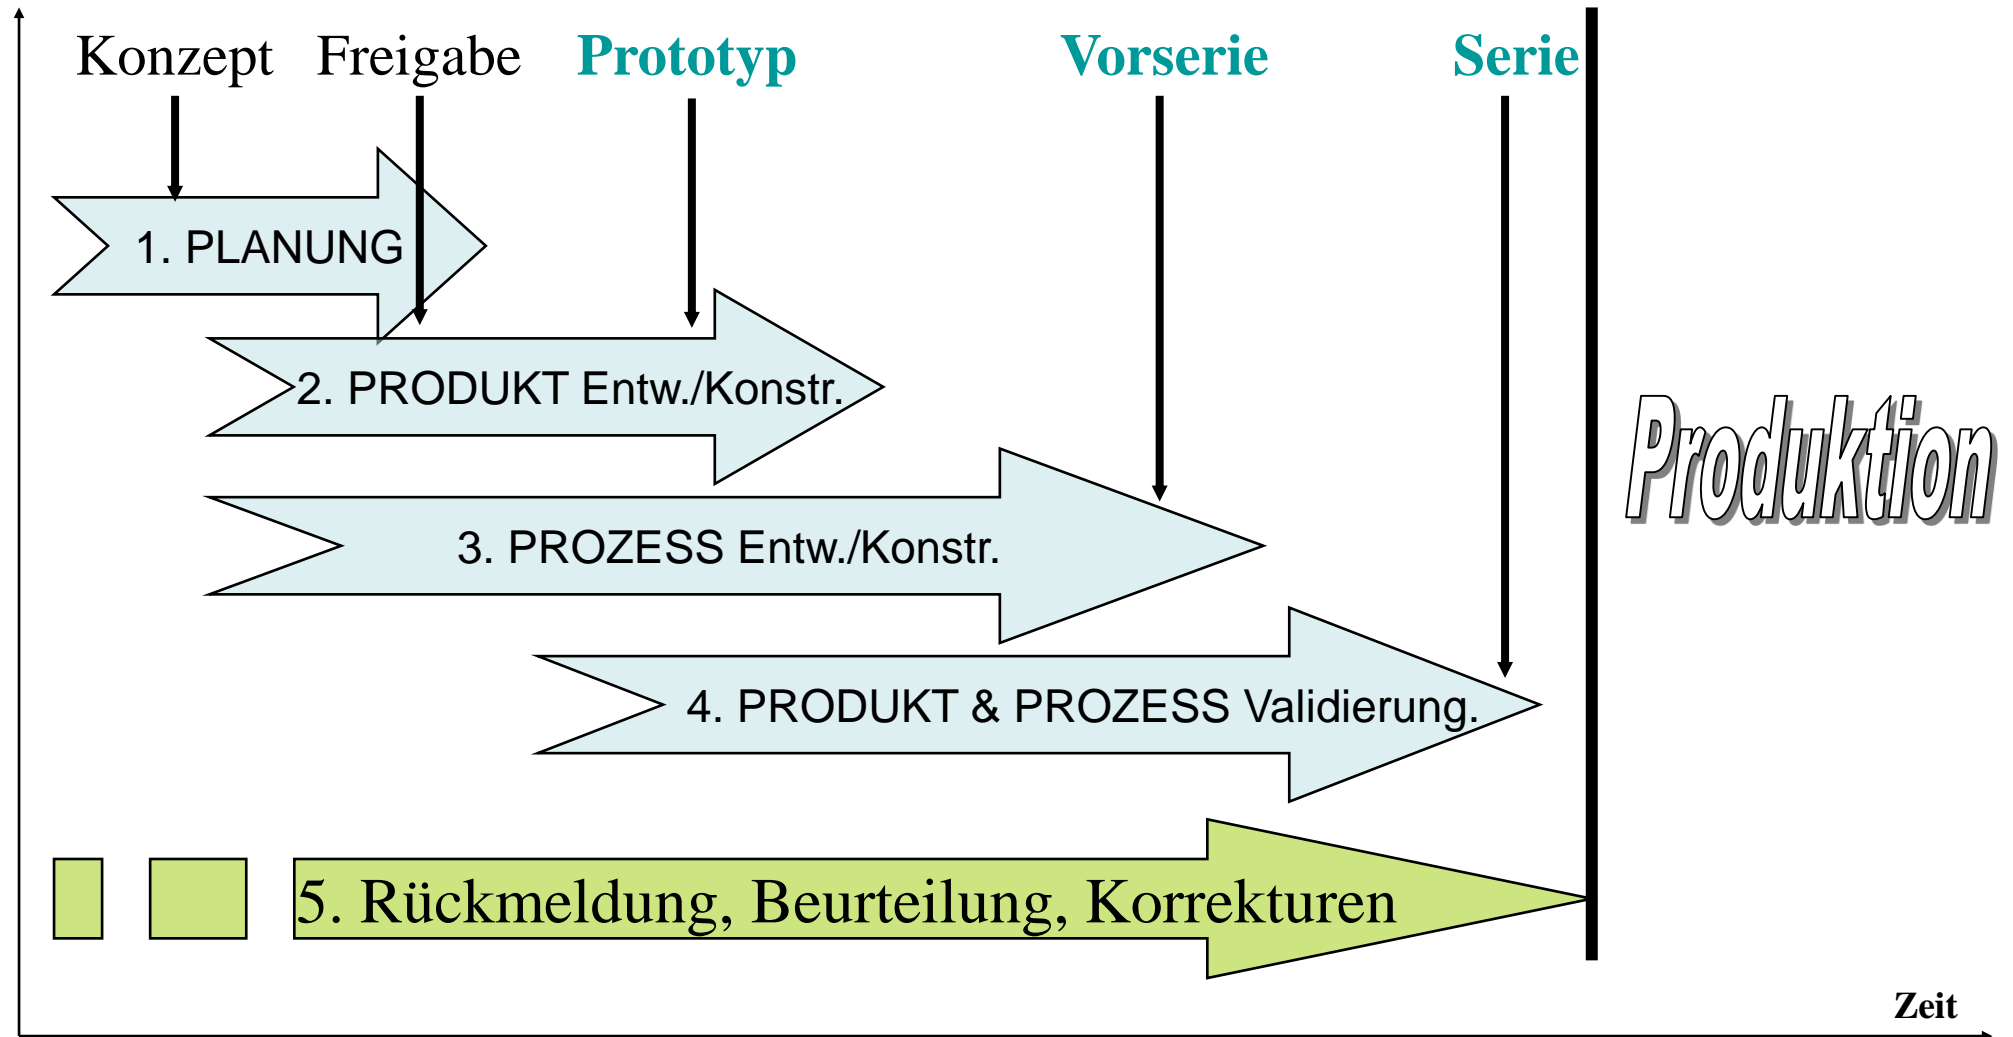 Konzept Freigabe Prototyp Vorserie Serie
1. PLANUNG
2. PRODUKT Entw./Konstr.
Produktion
3. PROZESS Entw./Konstr.
4. PRODUKT & PROZESS Validierung.
5. Rückmeldung, Beurteilung, Korrekturen
Zeit